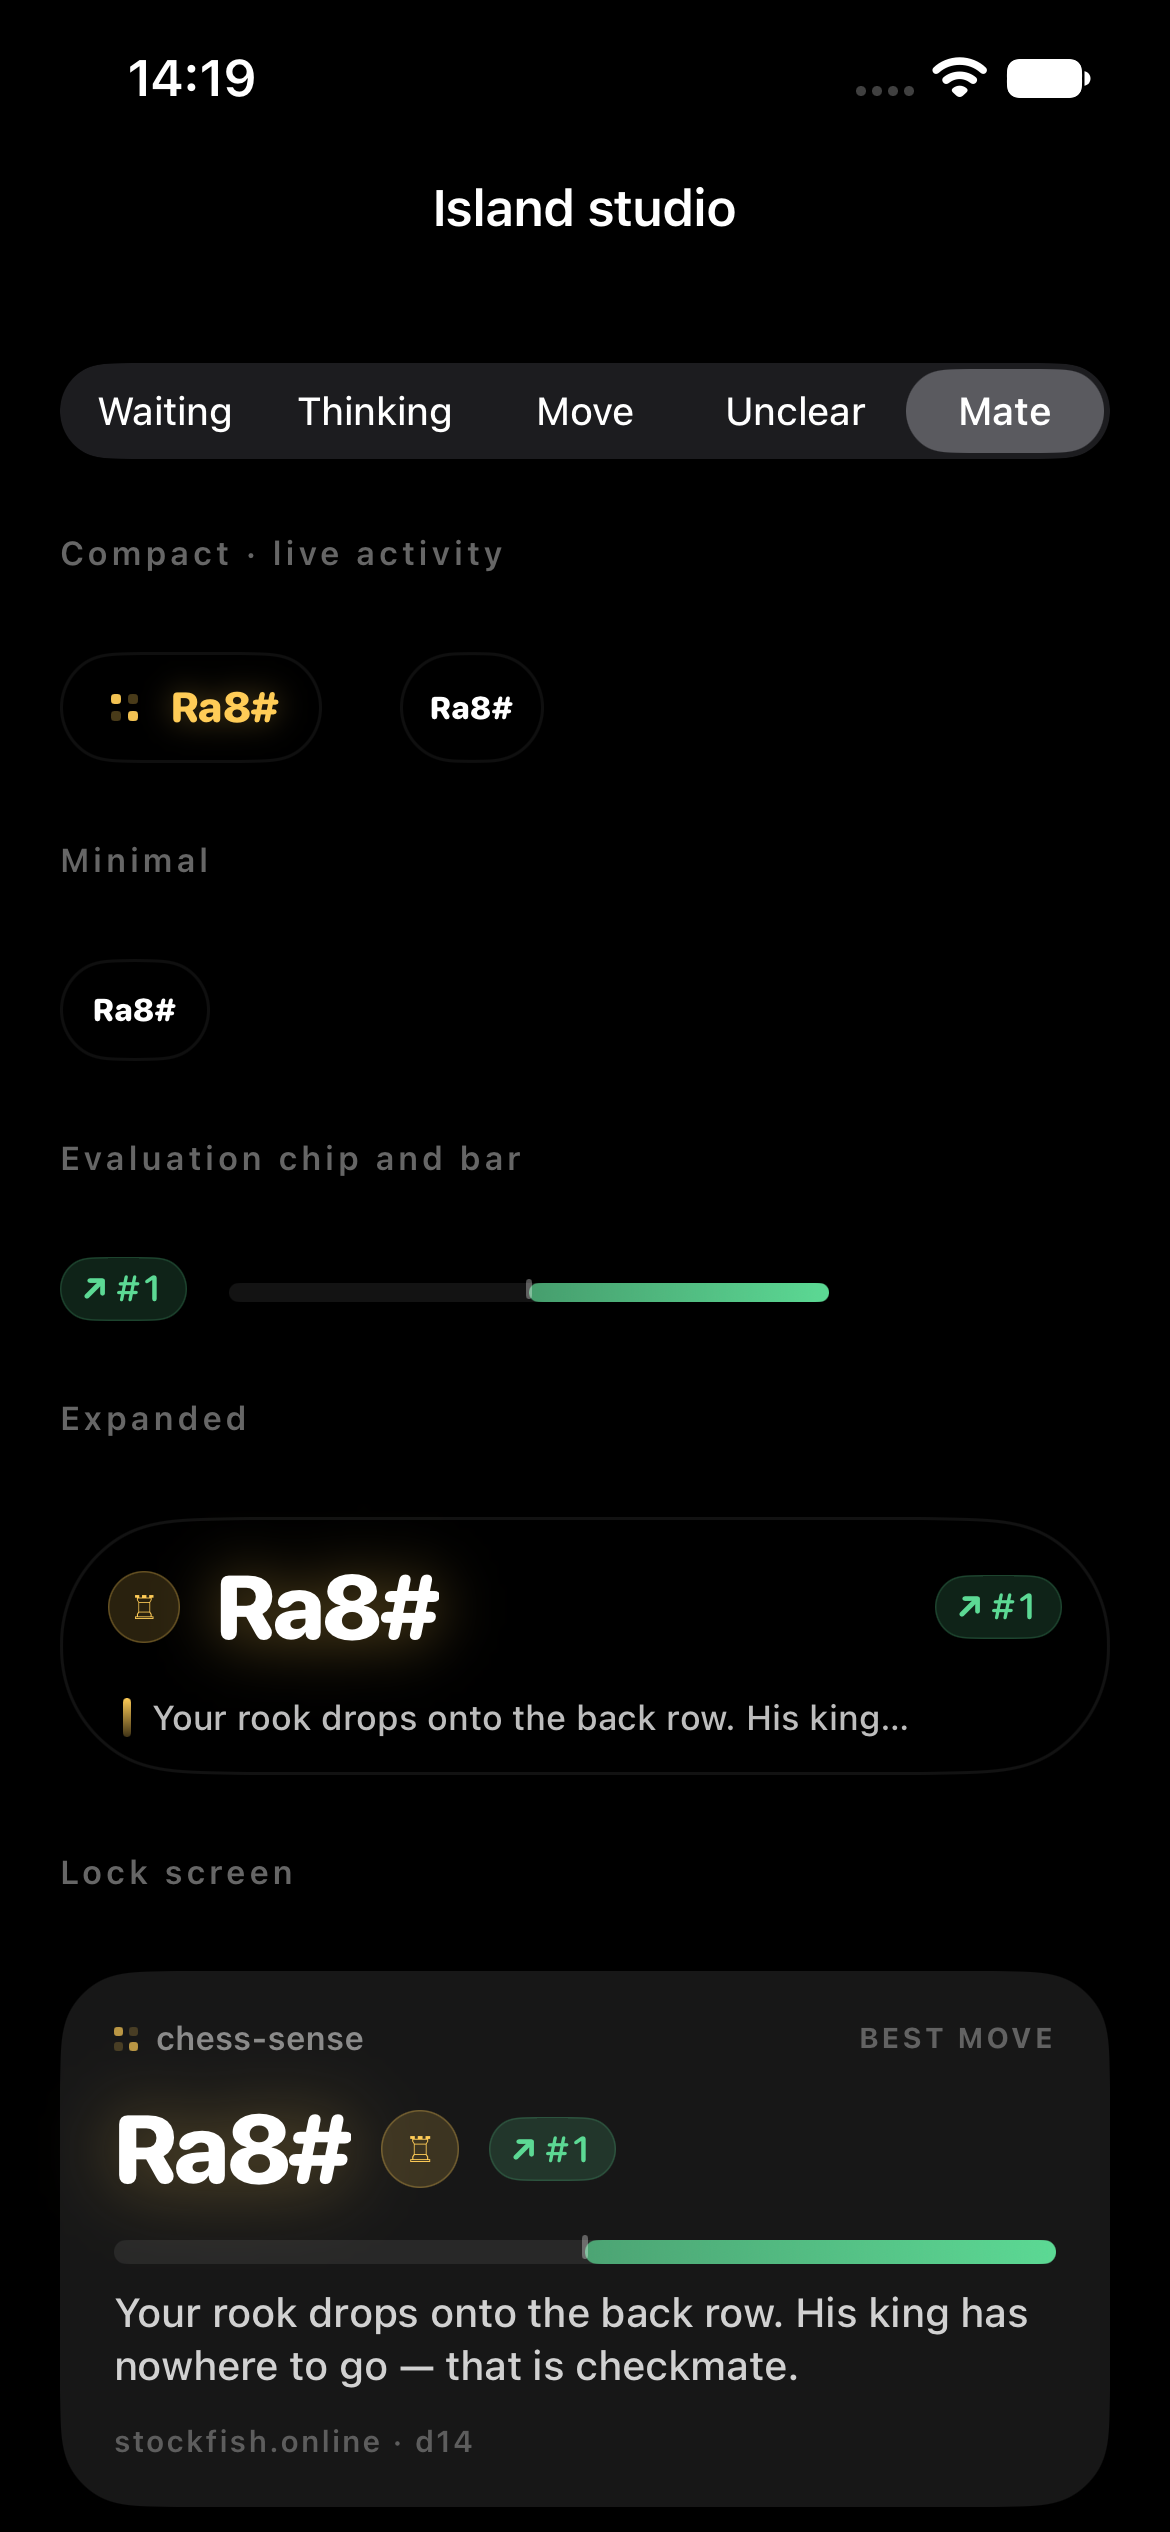 14:19
Island studio
Waiting Thinking Move Unclear Mate
Compact · live activity
Ra8# Ra8#
Minimal
Ra8#
Evaluation chip and bar
↗ #1
Expanded
♖ Ra8# ↗ #1
Your rook drops onto the back row. His king...
Lock screen
chess-sense BEST MOVE
Ra8# ♖ ↗ #1
Your rook drops onto the back row. His king has
nowhere to go — that is checkmate.
stockfish.online · d14